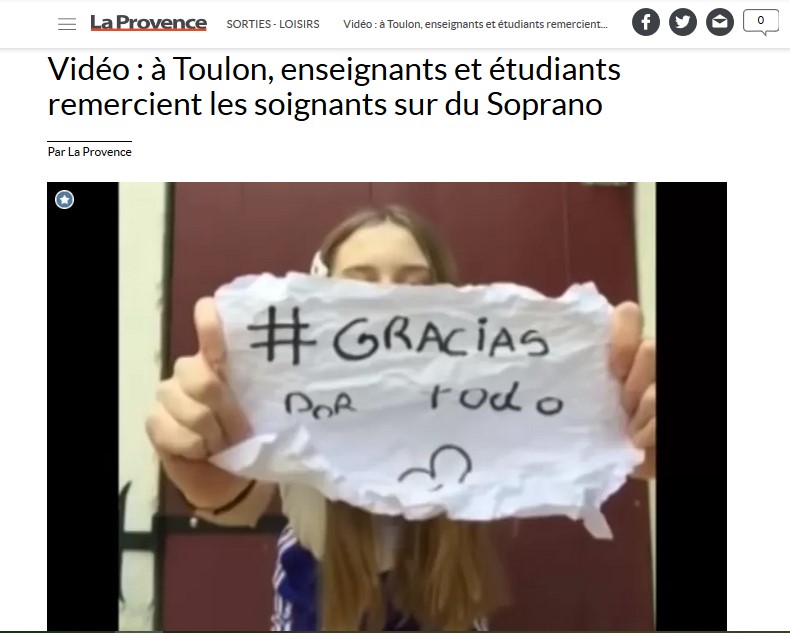 La Provence SORTIES - LOISIRS Vidéo : à Toulon, enseignants et étudiants remercient... 0
Vidéo : à Toulon, enseignants et étudiants
remercient les soignants sur du Soprano
Par La Provence
# GRACiAS
POR todo